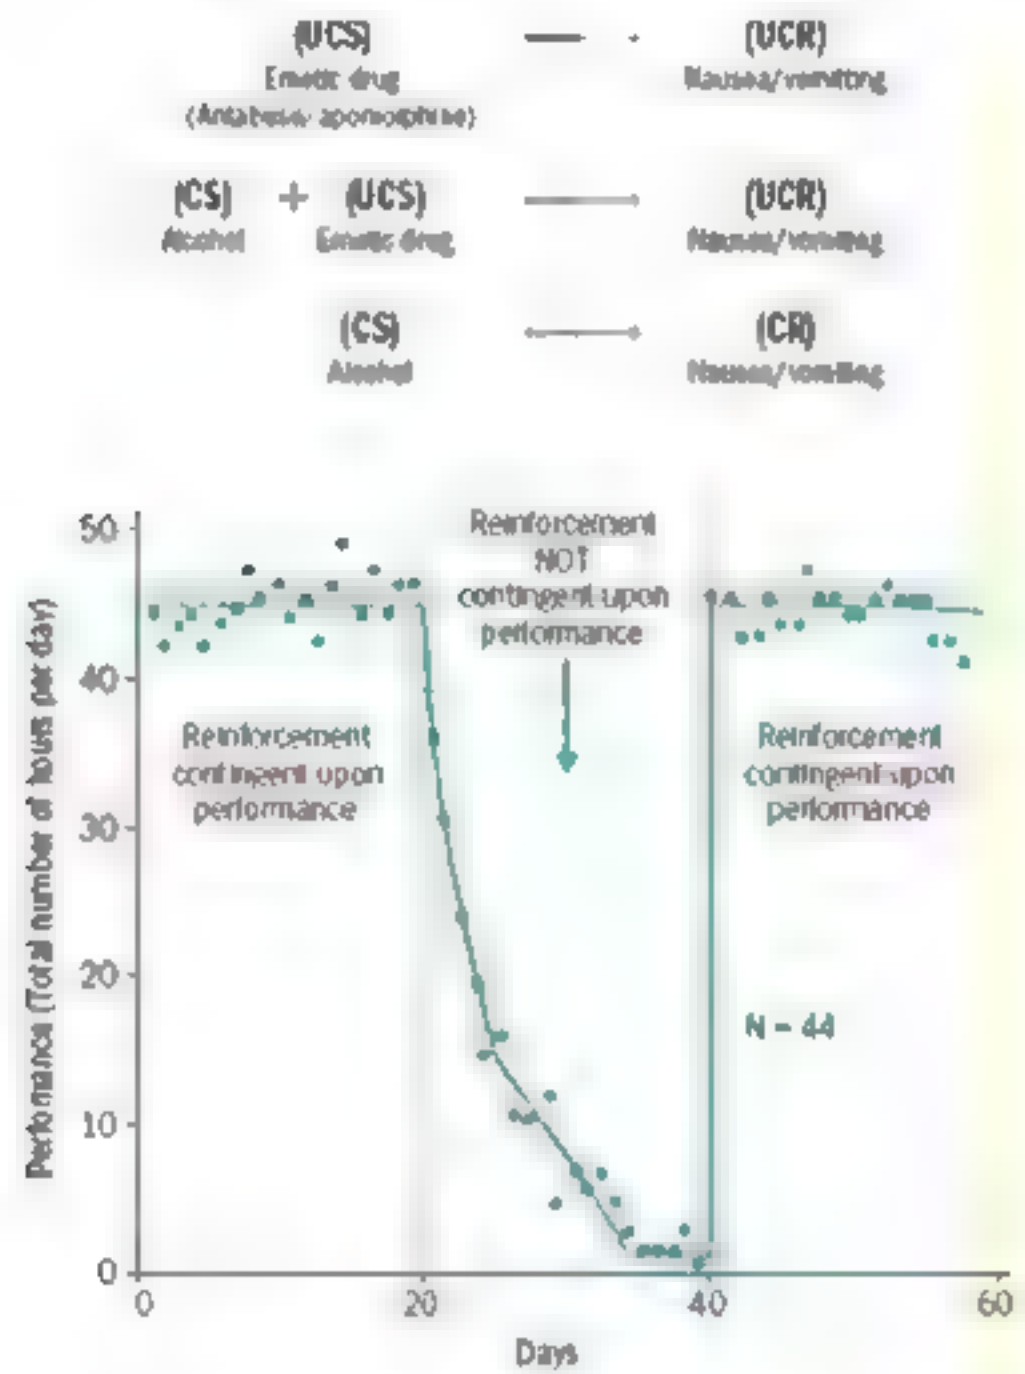 (UCS) (UCR)
Emetic drug Nausea/vomiting
(Antabuse/apomorphine)
(CS) + (UCS) (UCR)
Alcohol Emetic drug Nausea/vomiting
(CS) (CR)
Alcohol Nausea/vomiting
Performance (Total number of hours per day)
50
40
30
20
10
0
Reinforcement
NOT
contingent upon
performance
Reinforcement
contingent upon
performance
Reinforcement
contingent upon
performance
N = 44
0 20 40 60
Days